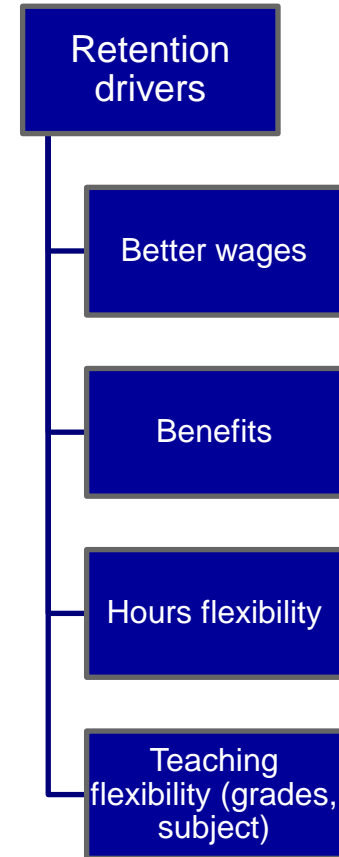 Retention
drivers
Better wages
Benefits
Hours flexibility
Teaching
flexibility (grades,
subject)